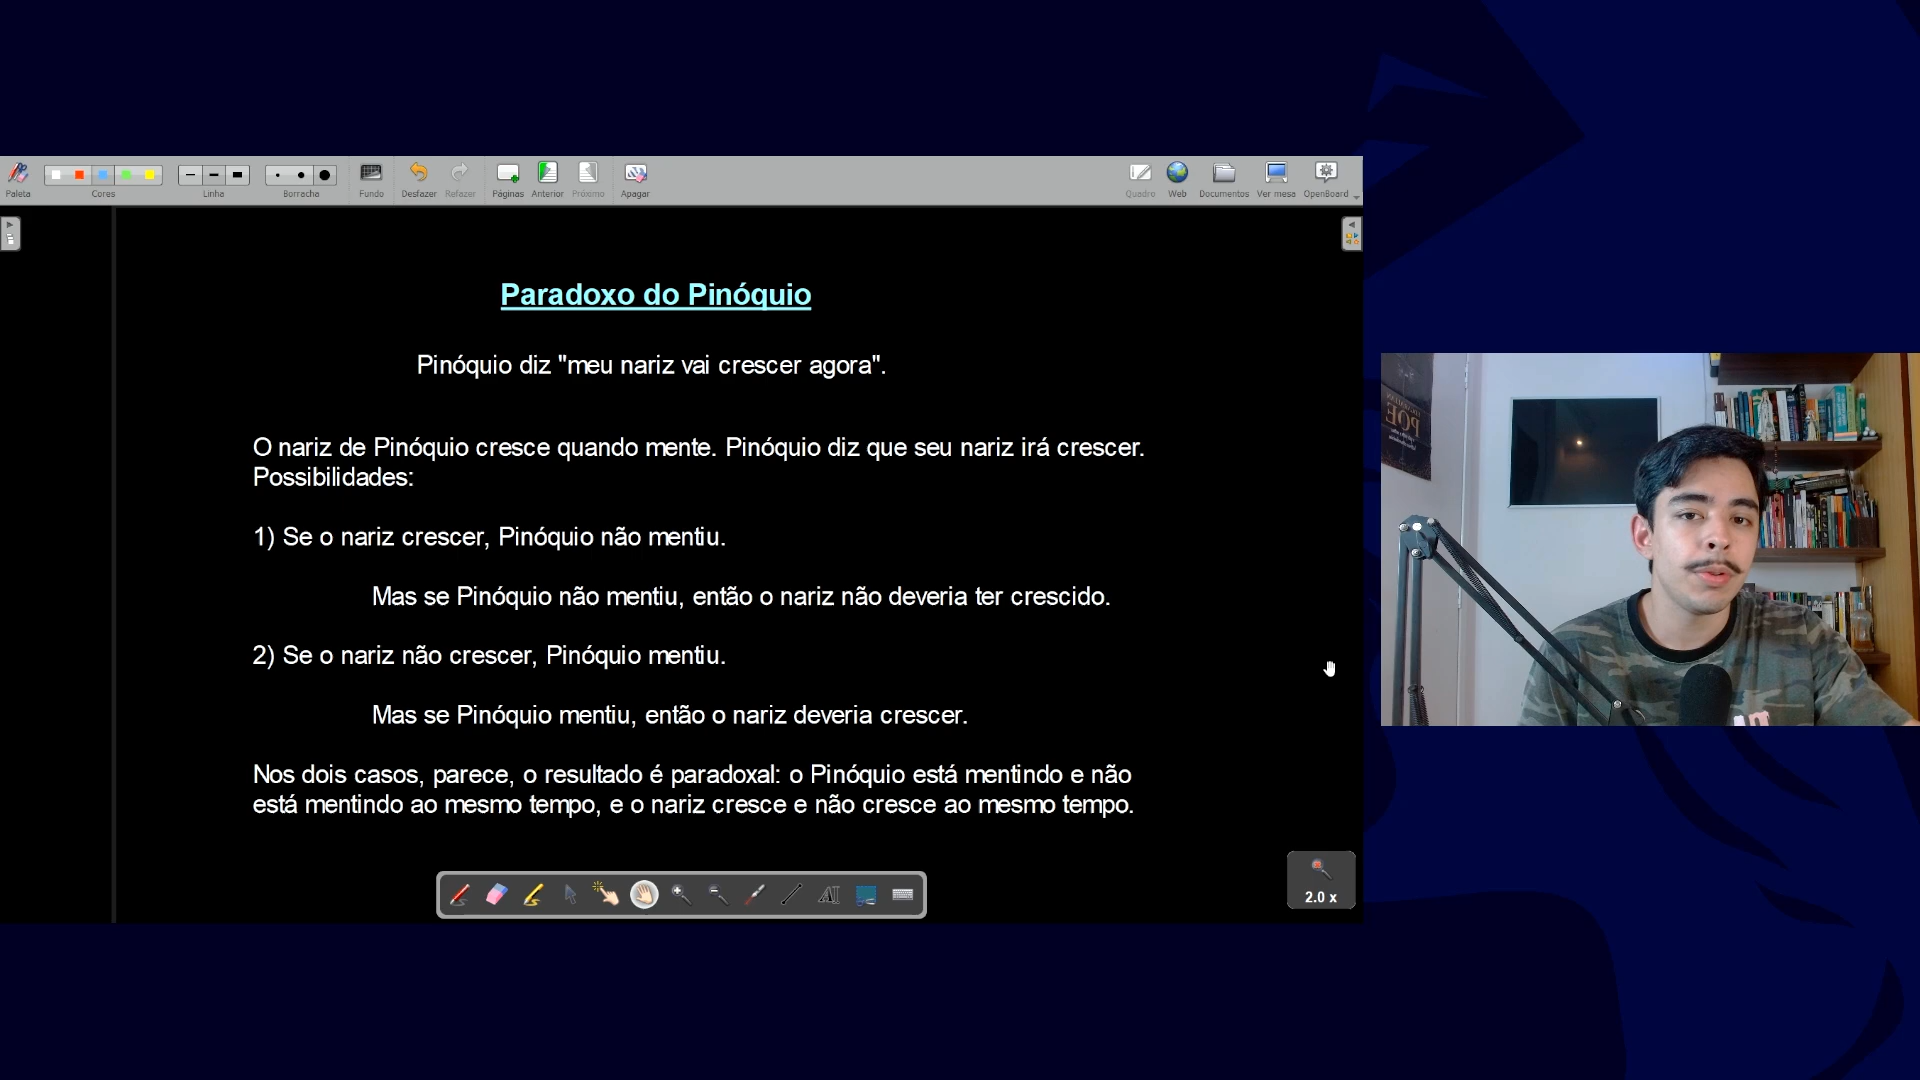 Paleta
Cores
Linha
Borracha
Fundo
Desfazer
Refazer
Páginas
Anterior
Próximo
Apagar
Quadro
Web
Documentos
Ver mesa
OpenBoard
Paradoxo do Pinóquio
Pinóquio diz "meu nariz vai crescer agora".
O nariz de Pinóquio cresce quando mente. Pinóquio diz que seu nariz irá crescer.
Possibilidades:
1) Se o nariz crescer, Pinóquio não mentiu.
Mas se Pinóquio não mentiu, então o nariz não deveria ter crescido.
2) Se o nariz não crescer, Pinóquio mentiu.
Mas se Pinóquio mentiu, então o nariz deveria crescer.
Nos dois casos, parece, o resultado é paradoxal: o Pinóquio está mentindo e não
está mentindo ao mesmo tempo, e o nariz cresce e não cresce ao mesmo tempo.
AI
2.0 x
POE